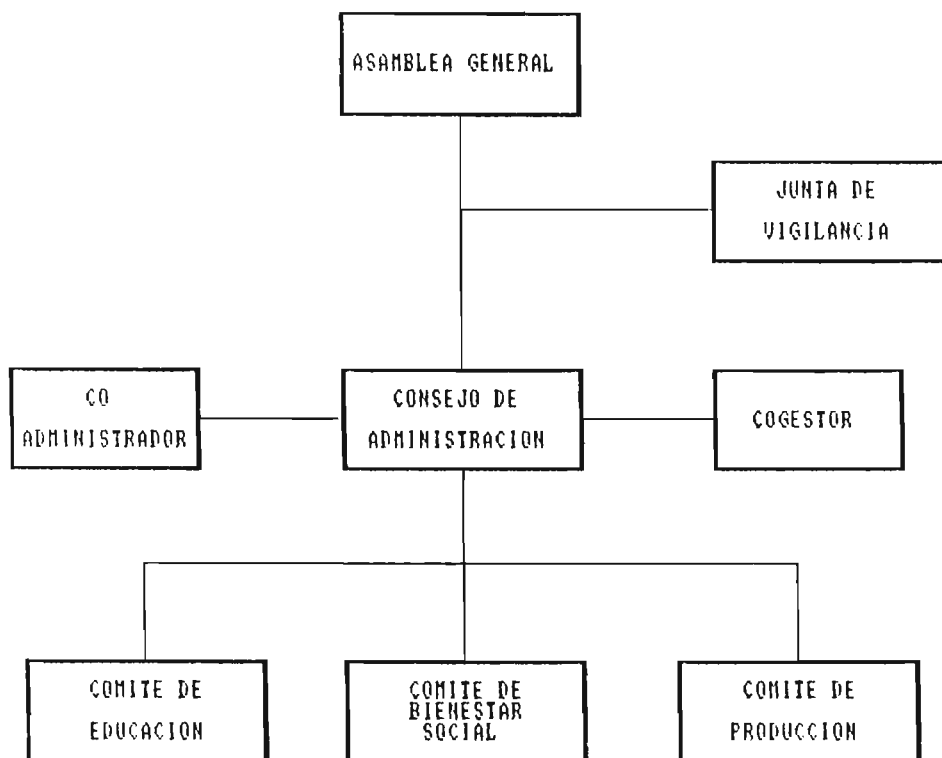 ASAMBLEA GENERAL
JUNTA DE
VIGILANCIA
CO
ADMINISTRADOR
CONSEJO DE
ADMINISTRACION
COGESTOR
COMITE DE
EDUCACION
COMITE DE
BIENESTAR
SOCIAL
COMITE DE
PRODUCCION